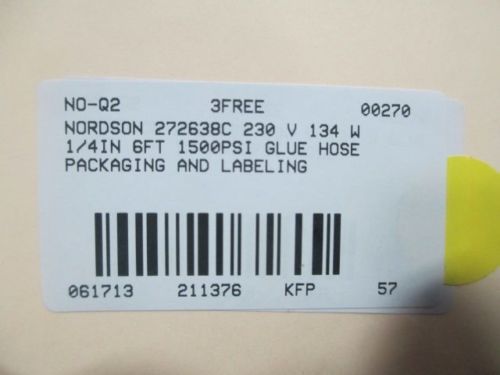 NO-Q2 3FREE 00270
NORDSON 272638C 230 V 134 W
1/4IN 6FT 1500PSI GLUE HOSE
PACKAGING AND LABELING
061713 211376 KFP 57